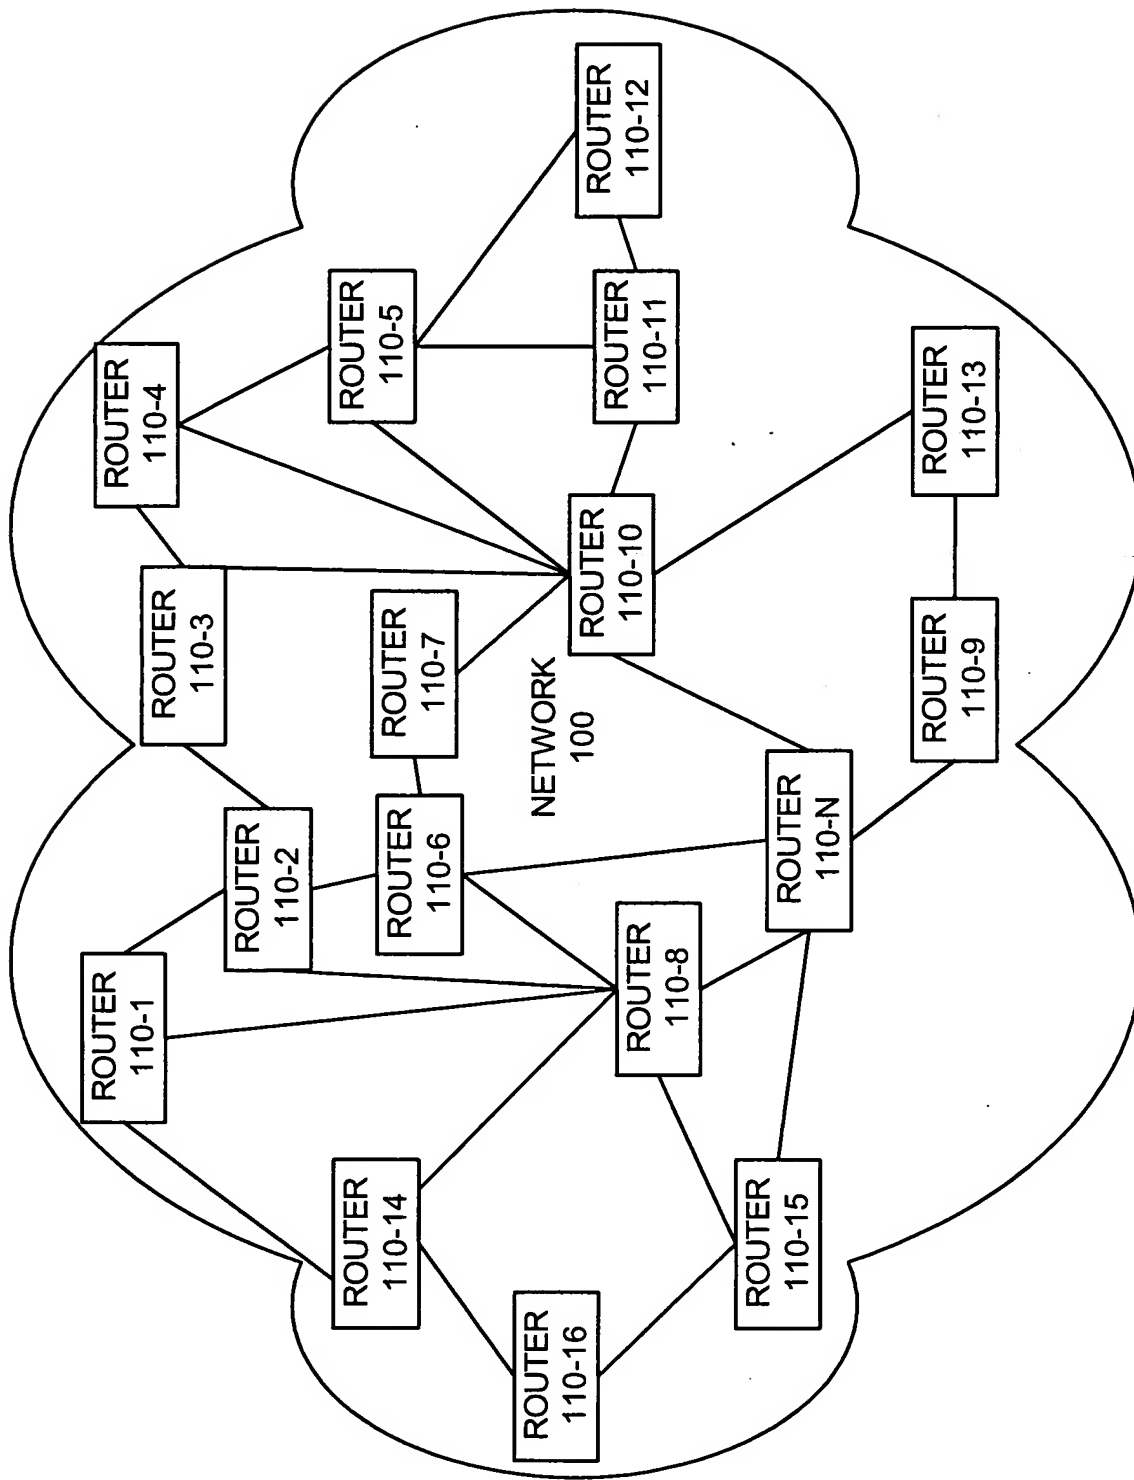 ROUTER
110-1
ROUTER
110-2
ROUTER
110-3
ROUTER
110-4
ROUTER
110-14
ROUTER
110-6
ROUTER
110-7
ROUTER
110-5
ROUTER
110-16
NETWORK
100
ROUTER
110-8
ROUTER
110-10
ROUTER
110-11
ROUTER
110-12
ROUTER
110-15
ROUTER
110-N
ROUTER
110-9
ROUTER
110-13